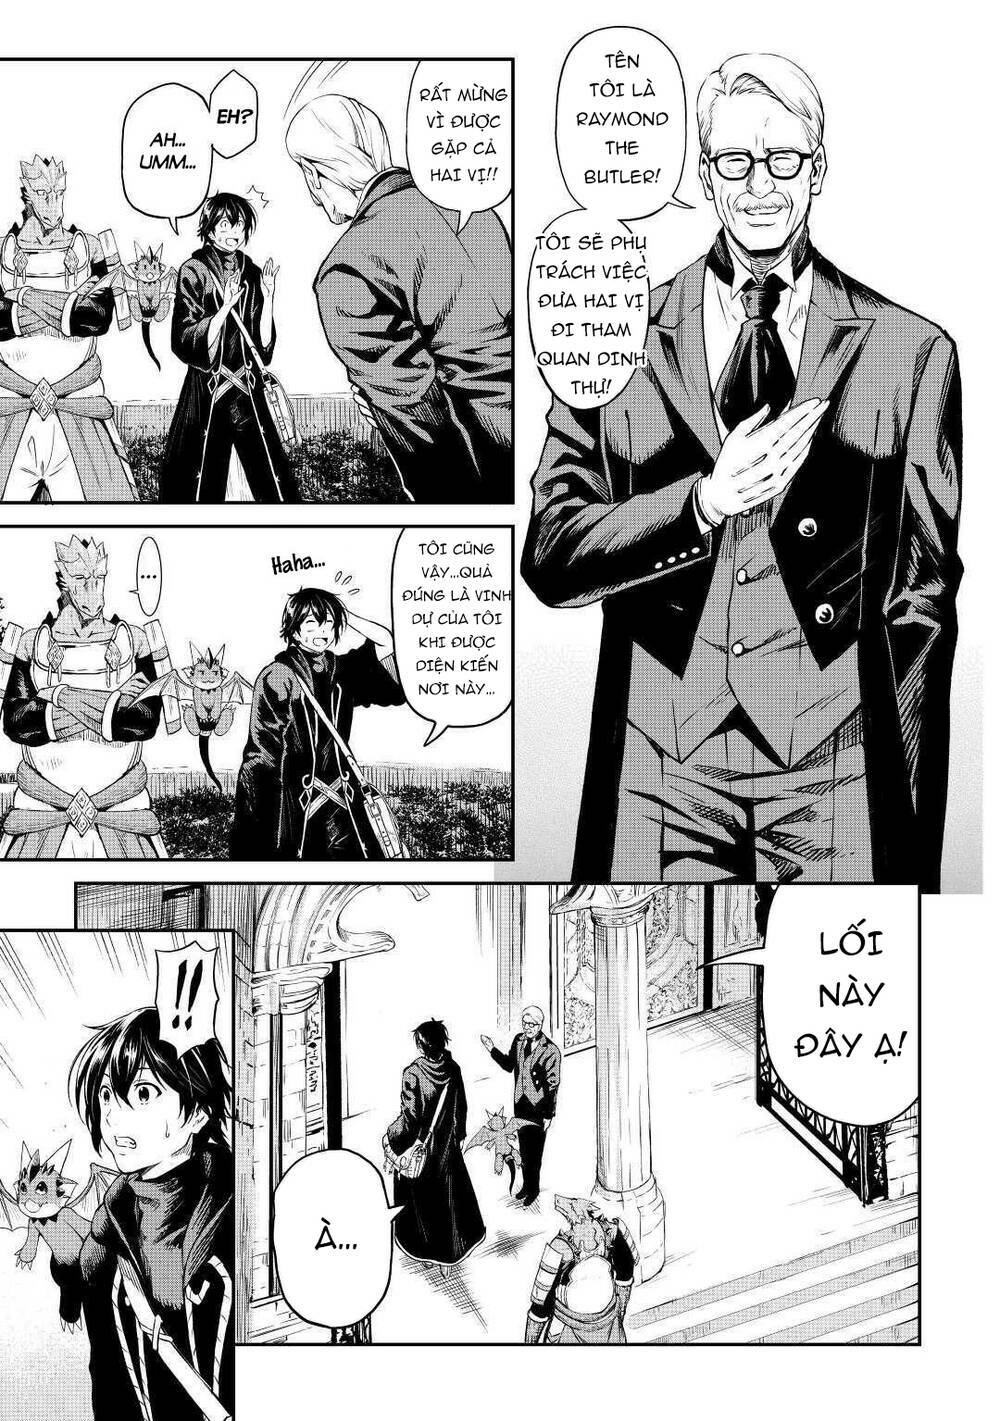 TÊN
TÔI LÀ
RAYMOND
THE
BUTLER!
TÔI SẼ PHỤ
TRÁCH VIỆC
ĐƯA HAI VỊ
ĐI THAM
QUAN DINH
THỰ!
RẤT MỪNG
VÌ ĐƯỢC
GẶP CẢ
HAI VỊ!!
EH?
AH...
UMM...
TÔI CŨNG
VẬY...QUẢ
ĐÚNG LÀ VINH
DỰ CỦA TÔI
KHI ĐƯỢC
DIỆN KIẾN
NƠI NÀY...
Haha...
...
LỐI
NÀY
ĐÂY Ạ!
À...
!!